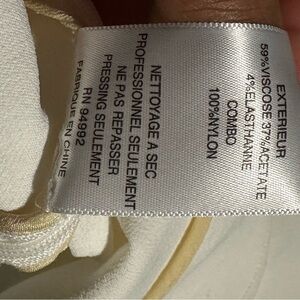 EXTERIEUR
59%VISCOSE 37%ACETATE
4%ELASTHANNE
COMBO
100%NYLON
NETTOYAGE A SEC
PROFESSIONNEL SEULEMENT
NE PAS REPASSER
PRESSING SEULEMENT
RN 94992
FABRIQUE EN CHINE